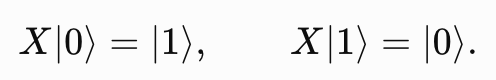 X|0⟩ = |1⟩, X|1⟩ = |0⟩.